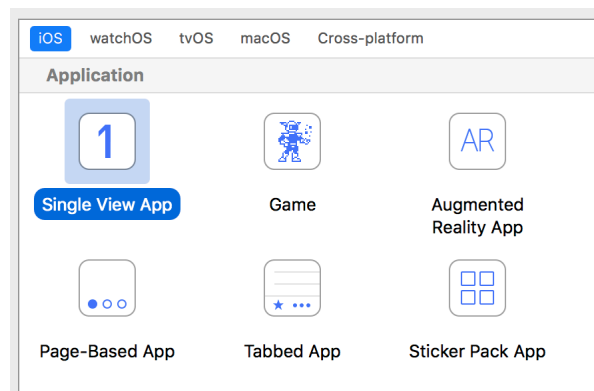 iOS watchOS tvOS macOS Cross-platform
Application
1
AR
Single View App Game Augmented
Reality App
Page-Based App Tabbed App Sticker Pack App